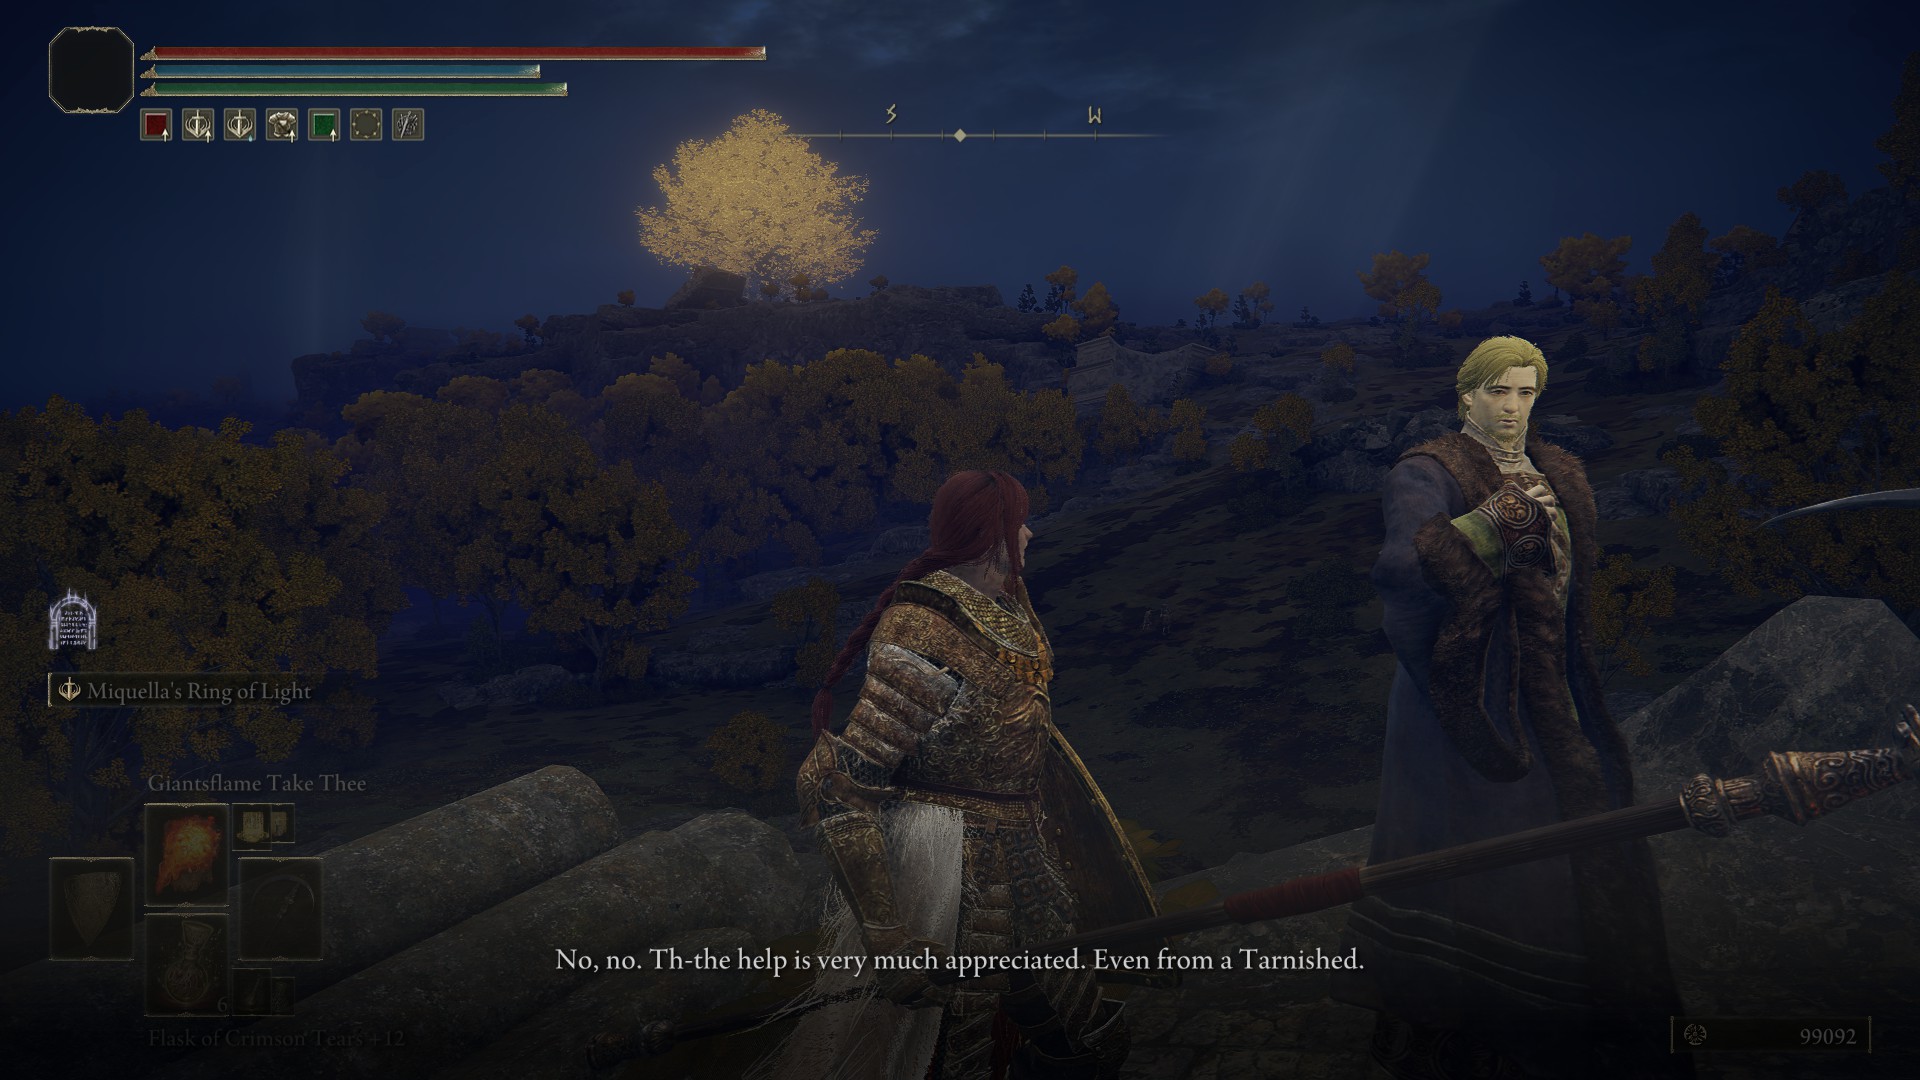 S W
Miquella's Ring of Light
Giantsflame Take Thee
6
No, no. Th-the help is very much appreciated. Even from a Tarnished.
Flask of Crimson Tears +12
99092